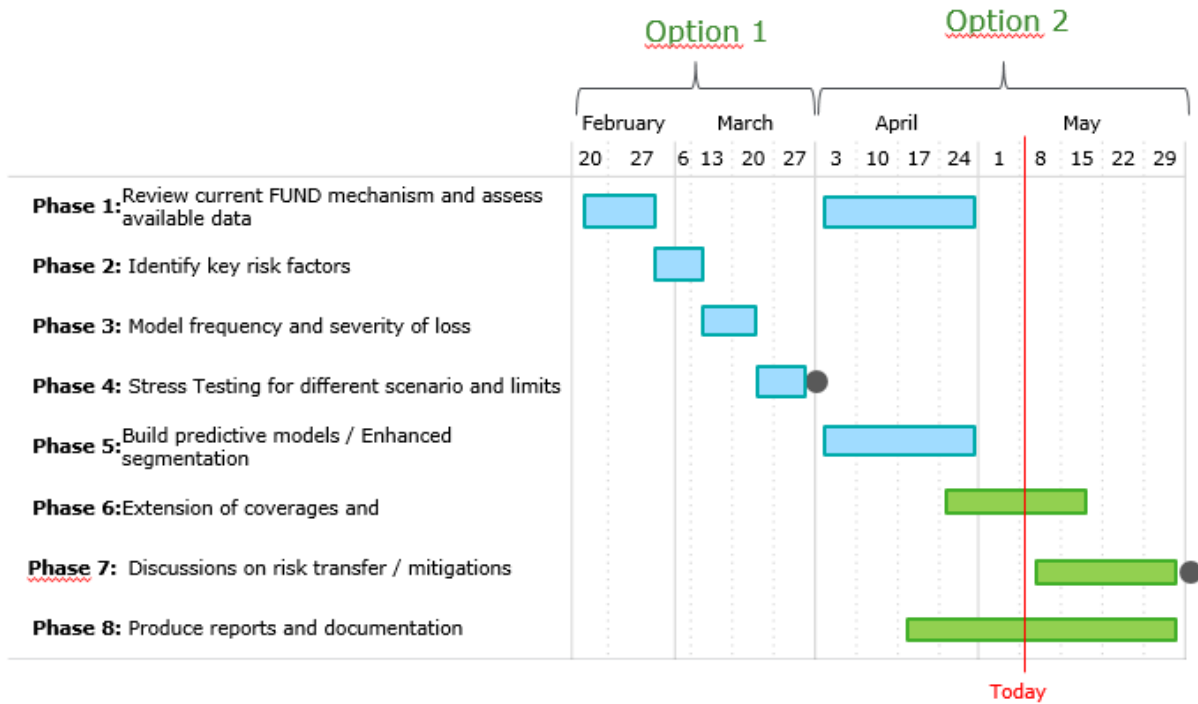 Option 1
Option 2
February March April May
20 27 6 13 20 27 3 10 17 24 1 8 15 22 29
Phase 1: Review current FUND mechanism and assess
available data
Phase 2: Identify key risk factors
Phase 3: Model frequency and severity of loss
Phase 4: Stress Testing for different scenario and limits
Phase 5: Build predictive models / Enhanced
segmentation
Phase 6: Extension of coverages and
Phase 7: Discussions on risk transfer / mitigations
Phase 8: Produce reports and documentation
Today